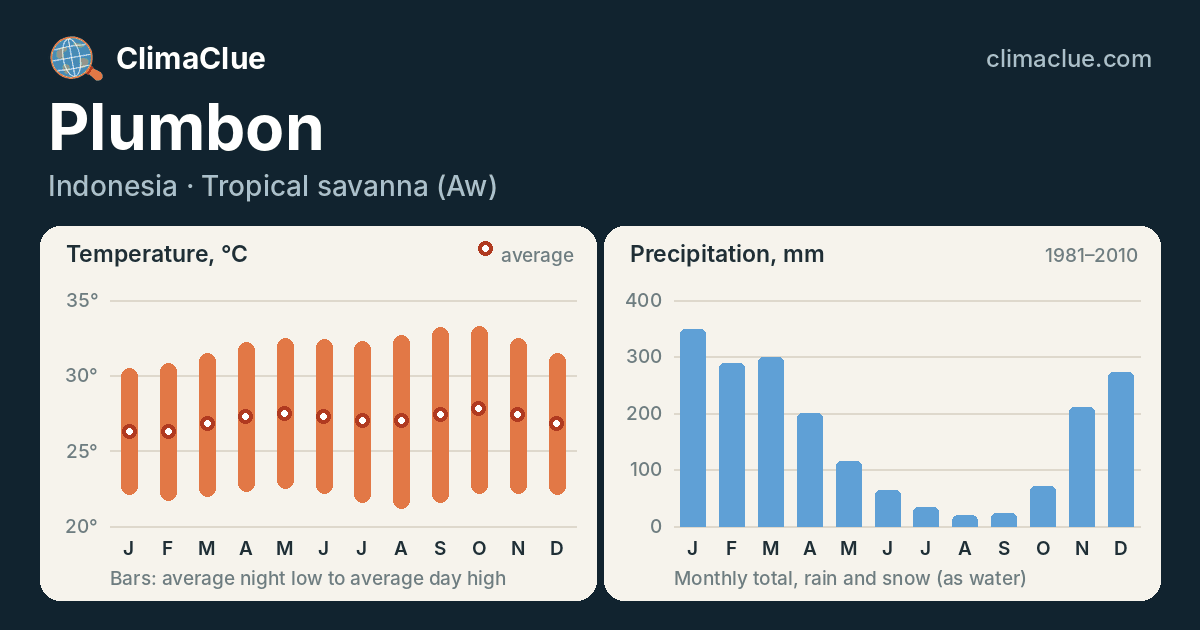 ClimaClue
climaclue.com
Plumbon
Indonesia · Tropical savanna (Aw)
Temperature, °C
average
35°
30°
25°
20°
J F M A M J J A S O N D
Bars: average night low to average day high
Precipitation, mm
1981–2010
400
300
200
100
0
J F M A M J J A S O N D
Monthly total, rain and snow (as water)